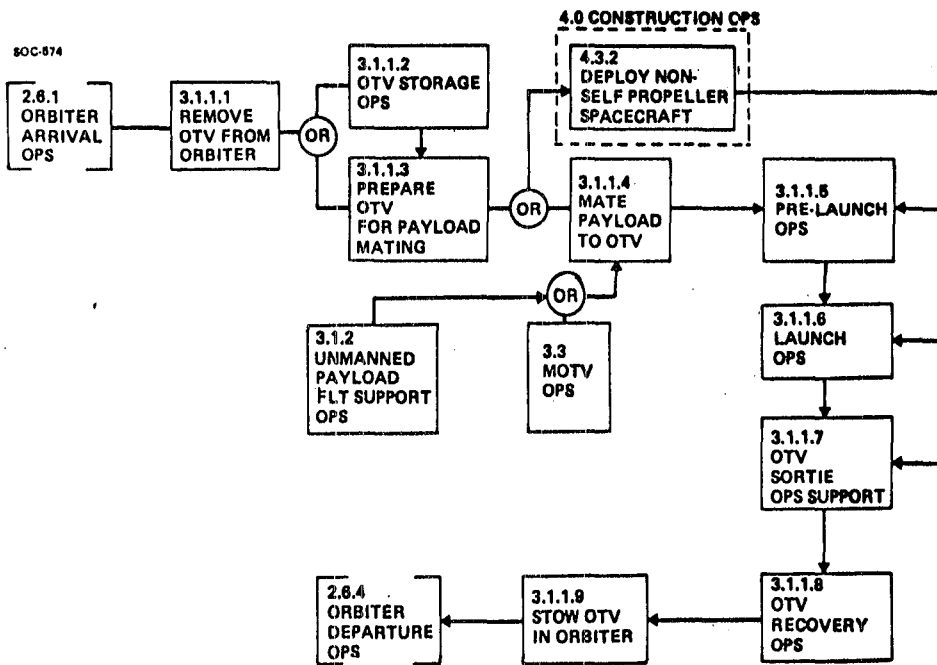 SOC-574
4.0 CONSTRUCTION OPS
2.6.1
ORBITER
ARRIVAL
OPS
3.1.1.1
REMOVE
OTV FROM
ORBITER
OR
3.1.1.2
OTV STORAGE
OPS
3.1.1.3
PREPARE
OTV
FOR PAYLOAD
MATING
OR
4.3.2
DEPLOY NON-
SELF PROPELLER
SPACECRAFT
3.1.1.4
MATE
PAYLOAD
TO OTV
3.1.1.5
PRE-LAUNCH
OPS
OR
3.1.2
UNMANNED
PAYLOAD
FLT SUPPORT
OPS
3.3
MOTV
OPS
3.1.1.6
LAUNCH
OPS
3.1.1.7
OTV
SORTIE
OPS SUPPORT
3.1.1.8
OTV
RECOVERY
OPS
3.1.1.9
STOW OTV
IN ORBITER
2.6.4
ORBITER
DEPARTURE
OPS